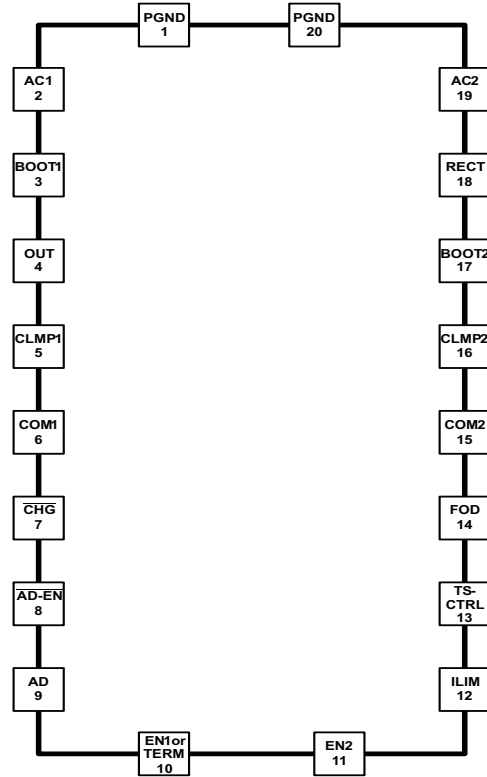 PGND
1
PGND
20
AC1
2
AC2
19
BOOT1
3
RECT
18
OUT
4
BOOT2
17
CLMP1
5
CLMP2
16
COM1
6
COM2
15
CHG
7
FOD
14
AD-EN
8
TS-
CTRL
13
AD
9
ILIM
12
EN1or
TERM
10
EN2
11